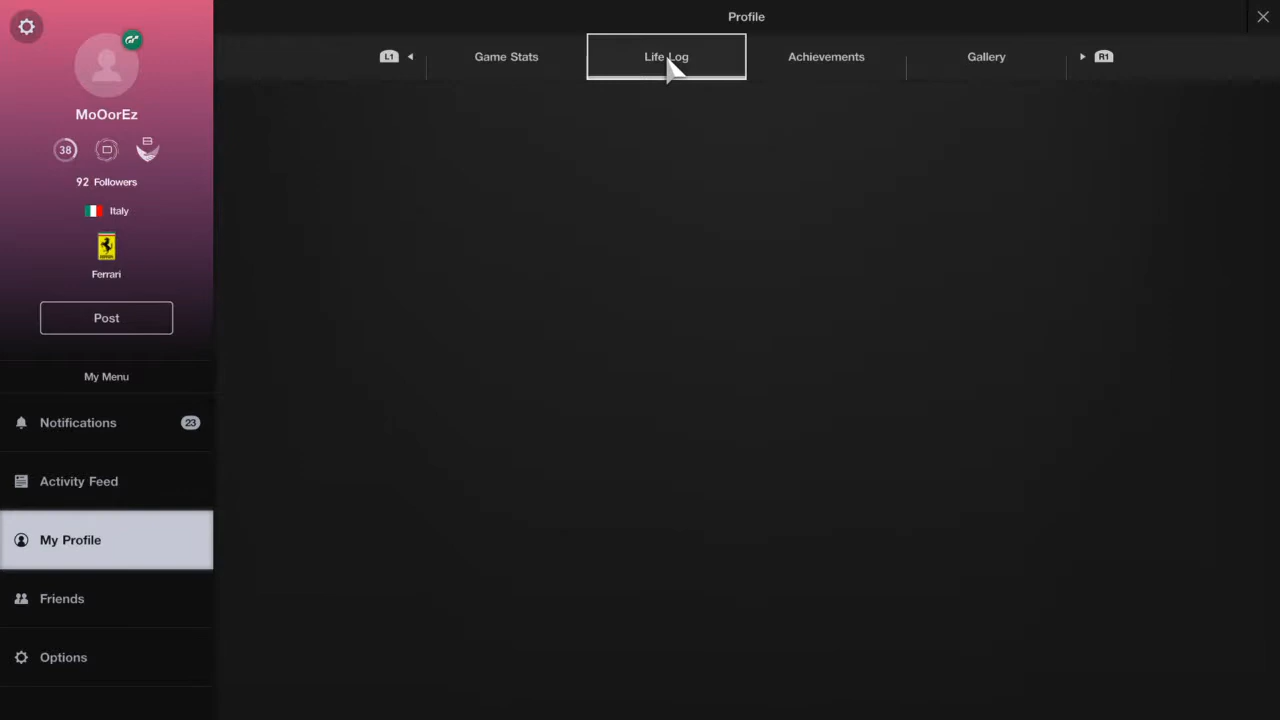 Profile
L1
Game Stats
Life Log
Achievements
Gallery
R1
MoOorEz
38
D
B
92 Followers
Italy
Ferrari
Post
My Menu
Notifications
23
Activity Feed
My Profile
Friends
Options